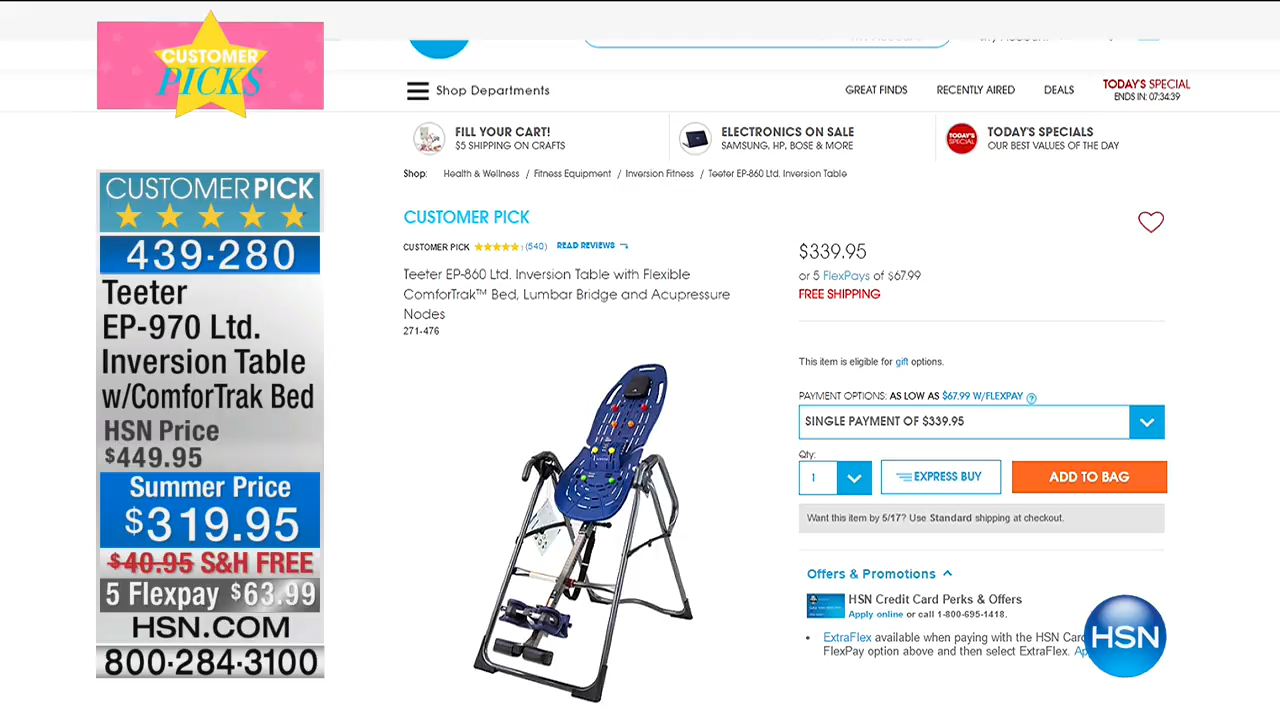 CUSTOMER
PICKS
CUSTOMER PICK
439·280
Teeter
EP-970 Ltd.
Inversion Table
w/ComforTrak Bed
HSN Price
$449.95
Summer Price
$319.95
$40.95 S&H FREE
5 Flexpay $63.99
HSN.COM
800·284·3100
Shop Departments
GREAT FINDS
RECENTLY AIRED
DEALS
TODAY'S SPECIAL
ENDS IN: 07:34:39
FILL YOUR CART!
$5 SHIPPING ON CRAFTS
ELECTRONICS ON SALE
SAMSUNG, HP, BOSE & MORE
TODAY'S SPECIAL
TODAY'S SPECIALS
OUR BEST VALUES OF THE DAY
Shop: Health & Wellness / Fitness Equipment / Inversion Fitness / Teeter EP-860 Ltd. Inversion Table
CUSTOMER PICK
CUSTOMER PICK (540) READ REVIEWS
Teeter EP-860 Ltd. Inversion Table with Flexible
ComforTrak™ Bed, Lumbar Bridge and Acupressure
Nodes
271-476
$339.95
or 5 FlexPays of $67.99
FREE SHIPPING
This item is eligible for gift options.
PAYMENT OPTIONS: AS LOW AS $67.99 W/FLEXPAY ?
SINGLE PAYMENT OF $339.95
Qty:
1
EXPRESS BUY
ADD TO BAG
Want this item by 5/17? Use Standard shipping at checkout.
Offers & Promotions
HSN Credit Card Perks & Offers
Apply online or call 1-800-695-1418.
• ExtraFlex available when paying with the HSN Card
FlexPay option above and then select ExtraFlex. Ap
HSN